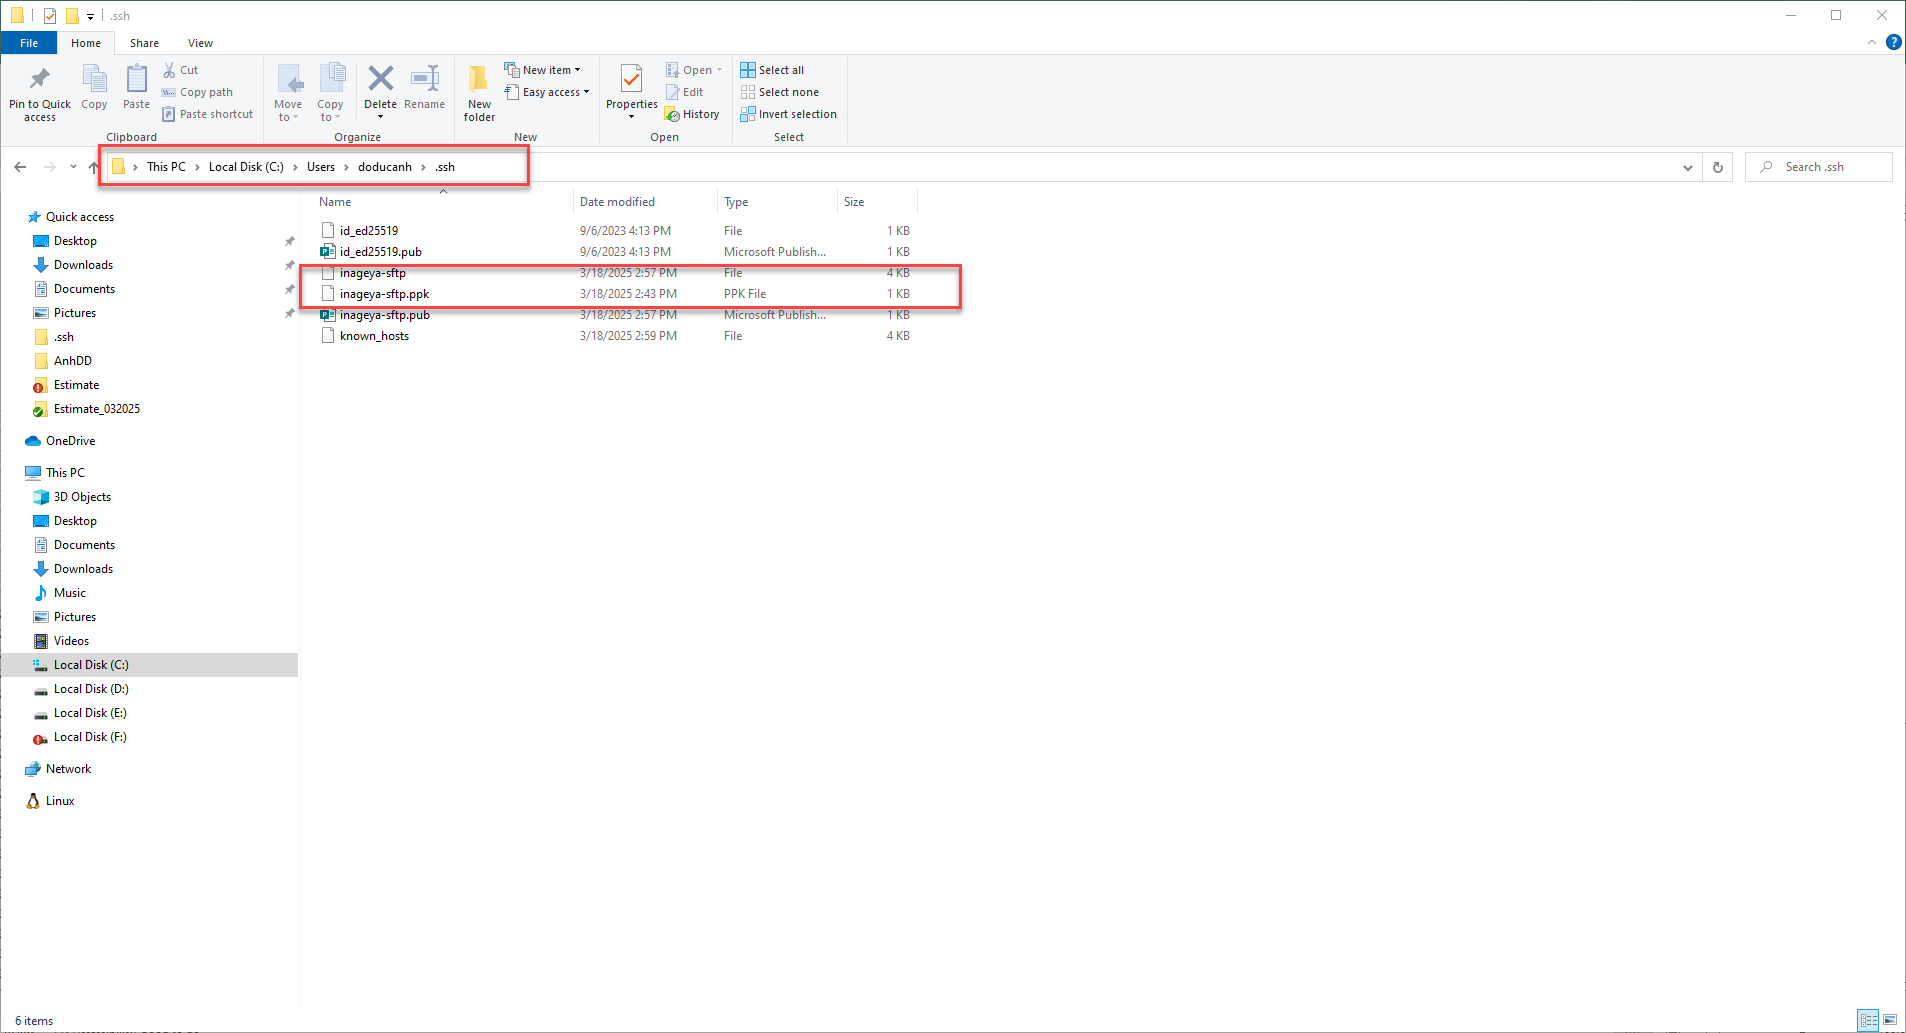 .ssh
File Home Share View
Pin to Quick access
Copy
Paste
Cut
Copy path
Paste shortcut
Clipboard
Move to
Copy to
Delete
Rename
Organize
New folder
New item
Easy access
New
Properties
Open
Edit
History
Open
Select all
Select none
Invert selection
Select
This PC > Local Disk (C:) > Users > doducanh > .ssh
Search .ssh
Name Date modified Type Size
id_ed25519 9/6/2023 4:13 PM File 1 KB
id_ed25519.pub 9/6/2023 4:13 PM Microsoft Publish... 1 KB
inageya-sftp 3/18/2025 2:57 PM File 4 KB
inageya-sftp.ppk 3/18/2025 2:43 PM PPK File 1 KB
inageya-sftp.pub 3/18/2025 2:57 PM Microsoft Publish... 1 KB
known_hosts 3/18/2025 2:59 PM File 4 KB
Quick access
Desktop
Downloads
Documents
Pictures
.ssh
AnhDD
Estimate
Estimate_032025
OneDrive
This PC
3D Objects
Desktop
Documents
Downloads
Music
Pictures
Videos
Local Disk (C:)
Local Disk (D:)
Local Disk (E:)
Local Disk (F:)
Network
Linux
6 items